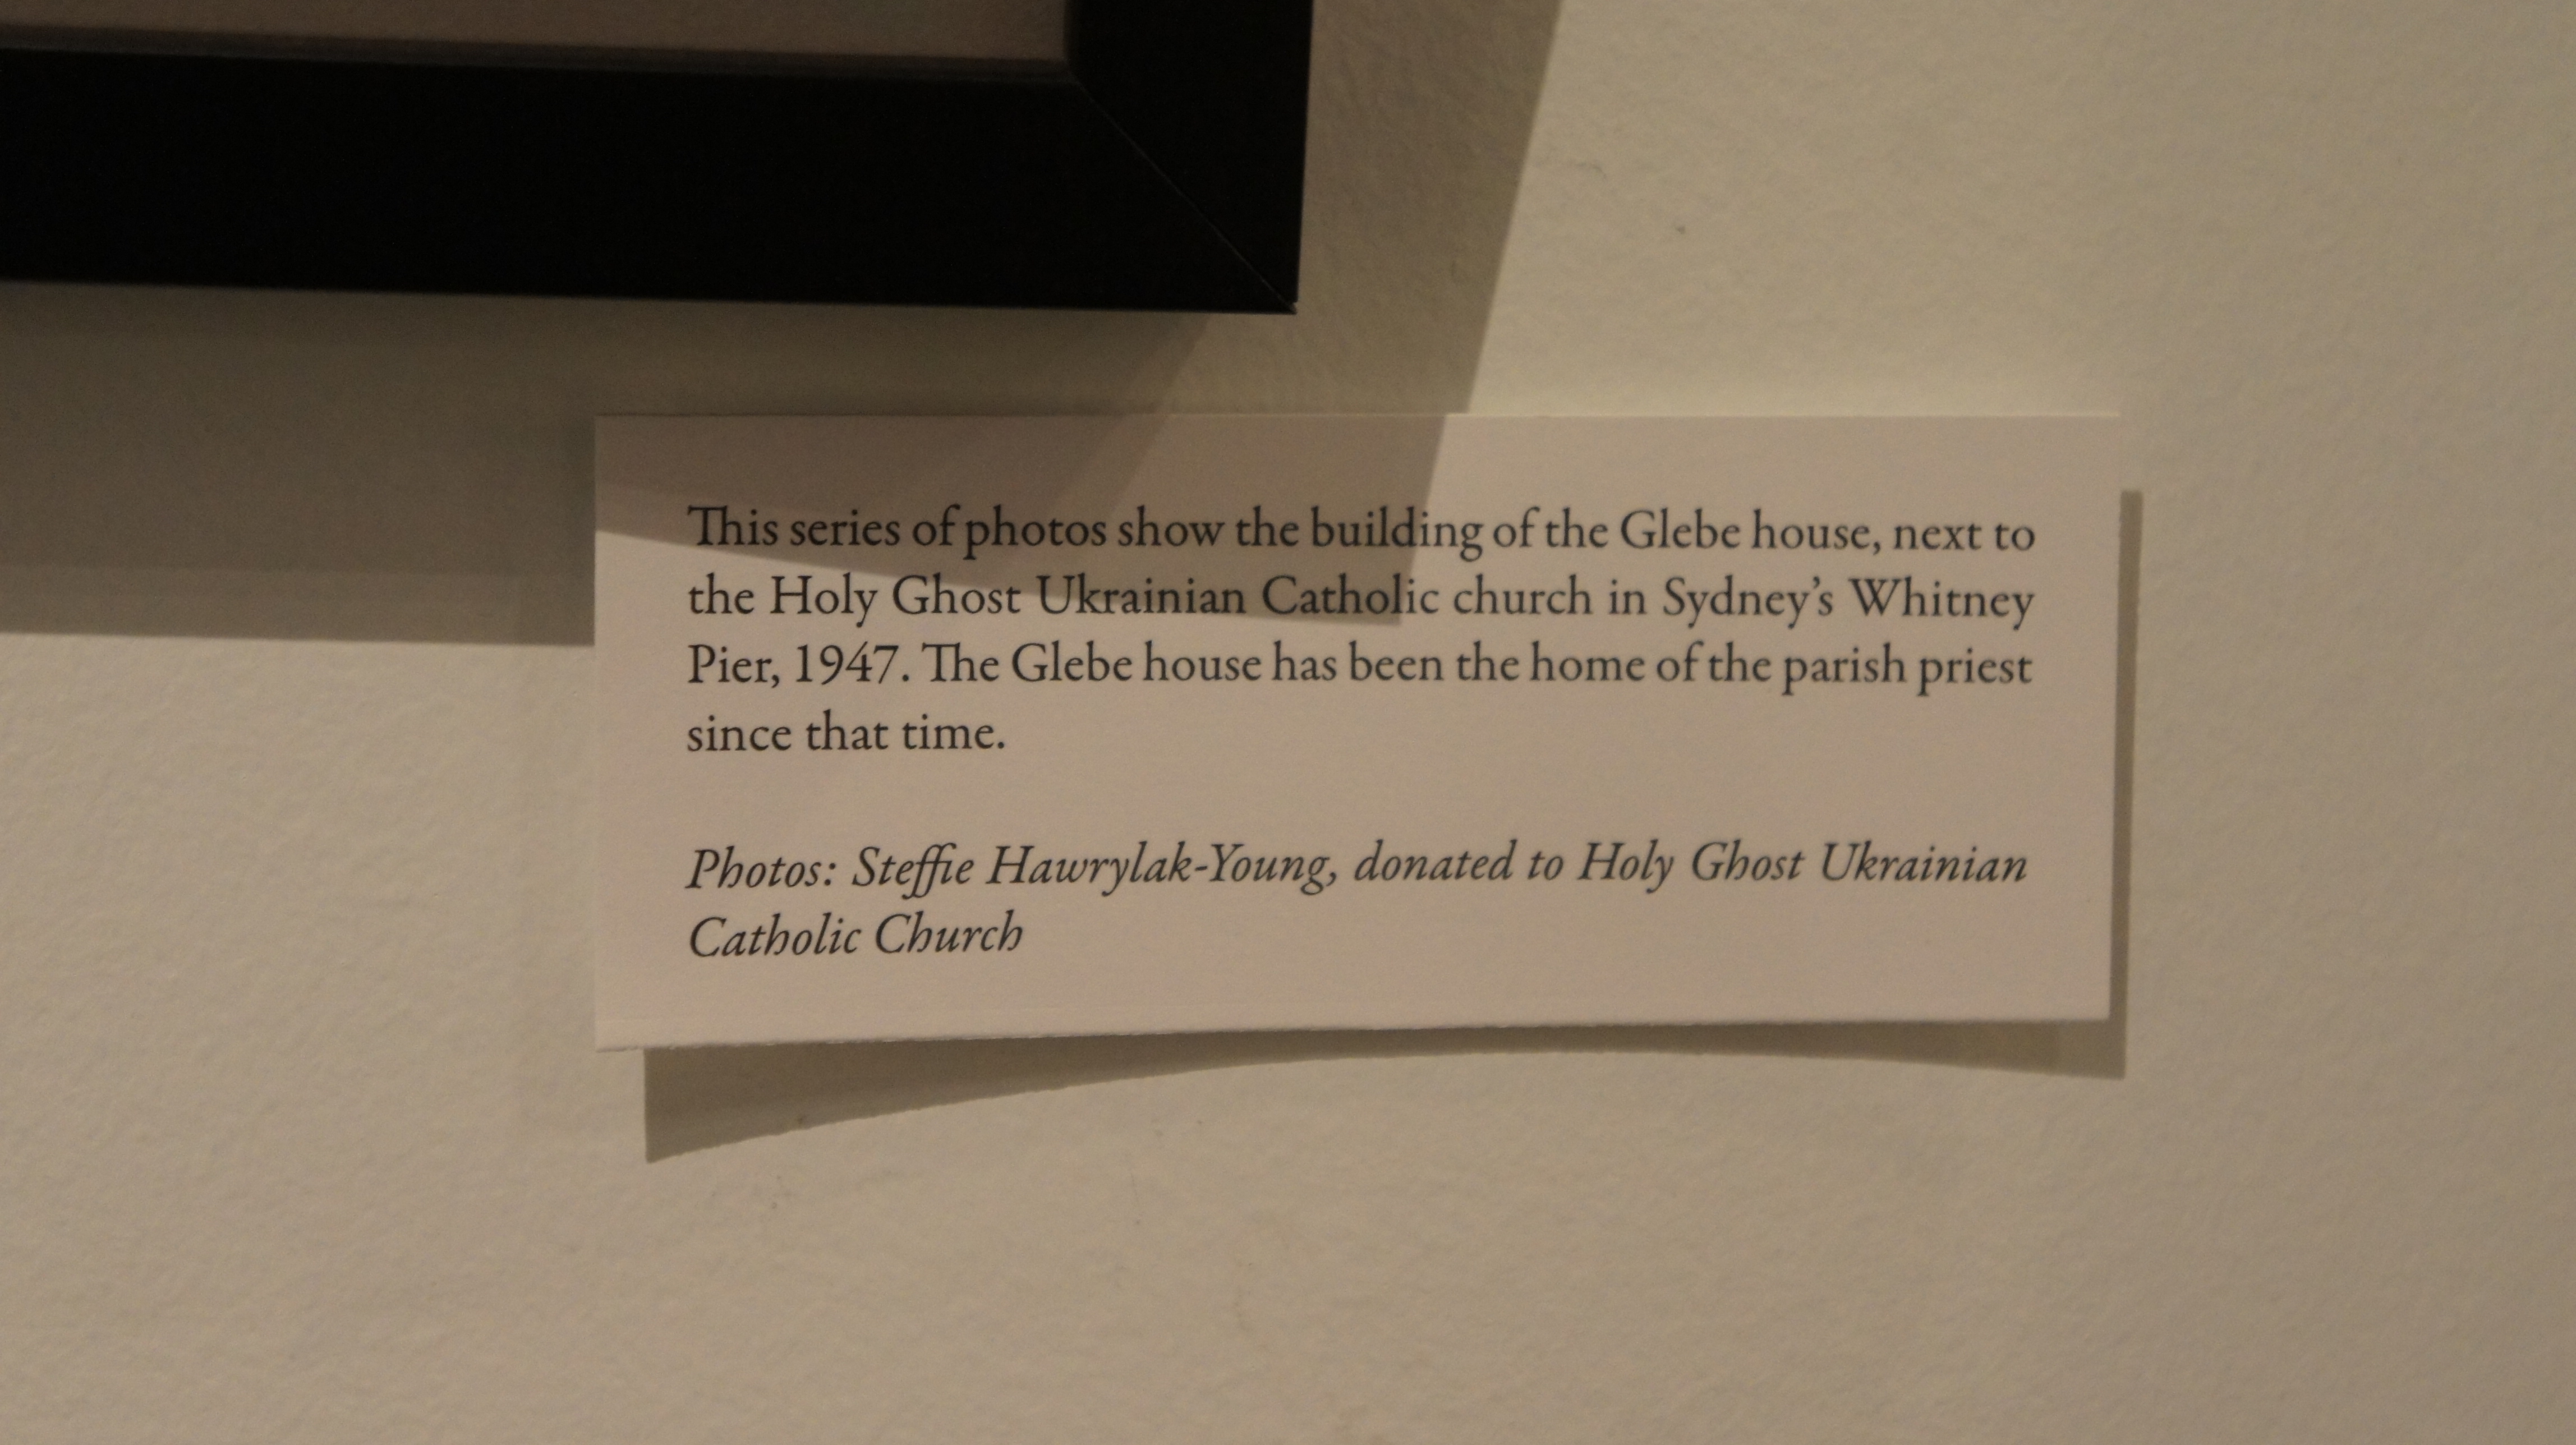 This series of photos show the building of the Glebe house, next to
the Holy Ghost Ukrainian Catholic church in Sydney’s Whitney
Pier, 1947. The Glebe house has been the home of the parish priest
since that time.
Photos: Steffie Hawrylak-Young, donated to Holy Ghost Ukrainian
Catholic Church